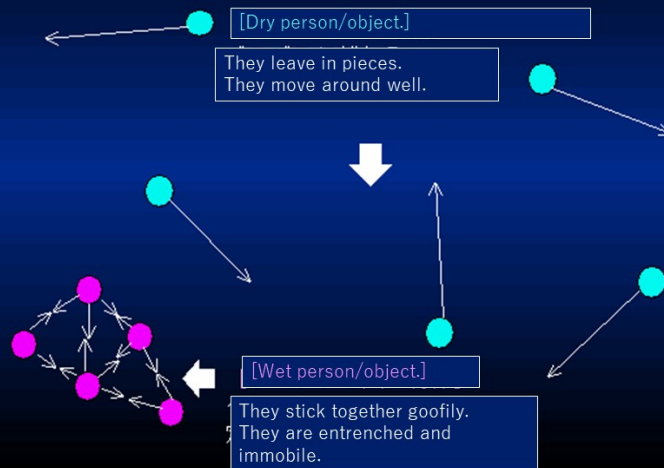 [Dry person/object.]
They leave in pieces.
They move around well.
[Wet person/object.]
They stick together goofily.
They are entrenched and
immobile.